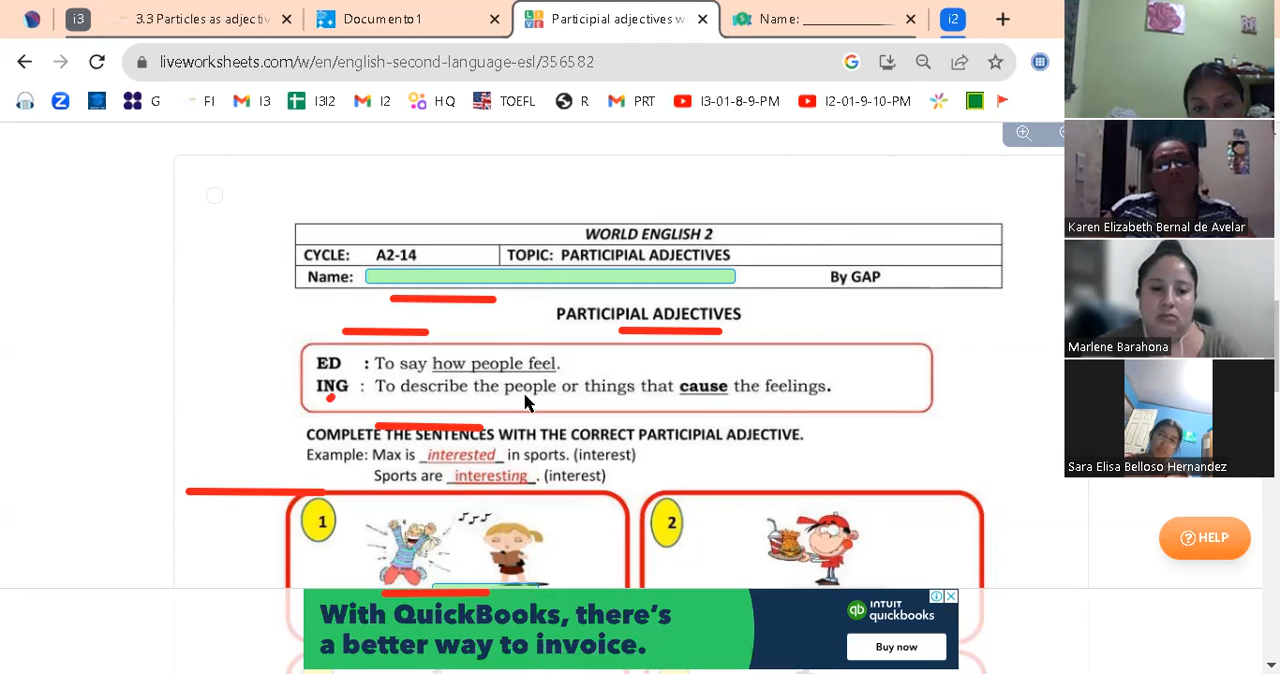 i3
3.3 Particles as adjecti
Documento1
Participial adjectives w
Name: ______________
i2
liveworksheets.com/w/en/english-second-language-esl/356582
G
FI
I3
I3I2
I2
HQ
TOEFL
R
PRT
I3-01-8-9-PM
I2-01-9-10-PM
WORLD ENGLISH 2
CYCLE: A2-14
TOPIC: PARTICIPIAL ADJECTIVES
Name:
By GAP
PARTICIPIAL ADJECTIVES
ED : To say how people feel.
ING : To describe the people or things that cause the feelings.
COMPLETE THE SENTENCES WITH THE CORRECT PARTICIPIAL ADJECTIVE.
Example: Max is _interested_ in sports. (interest)
Sports are _interesting_. (interest)
1
2
With QuickBooks, there's
a better way to invoice.
INTUIT
quickbooks
Buy now
HELP
Karen Elizabeth Bernal de Avelar
Marlene Barahona
Sara Elisa Belloso Hernandez